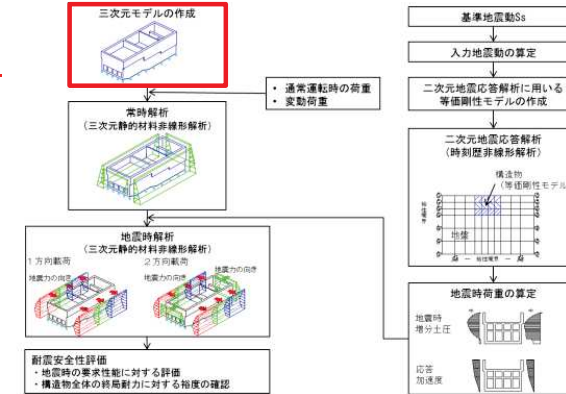 三次元モデルの作成
・ 通常運転時の荷重
・ 変動荷重
常時解析
(三次元静的材料非線形解析)
地震時解析
(三次元静的材料非線形解析)
1方向載荷
2方向載荷
地震力の向き
地震力の向き
地震力の向き
耐震安全性評価
・地震時の要求性能に対する評価
・構造物全体の終局耐力に対する裕度の確認
基準地震動Ss
入力地震動の算定
二次元地震応答解析に用いる
等価剛性モデルの作成
二次元地震応答解析
(時刻歴非線形解析)
構造物
(等価剛性モデル
地盤
粘性境界
地震時荷重の算定
地震時
増分土圧
応答
加速度